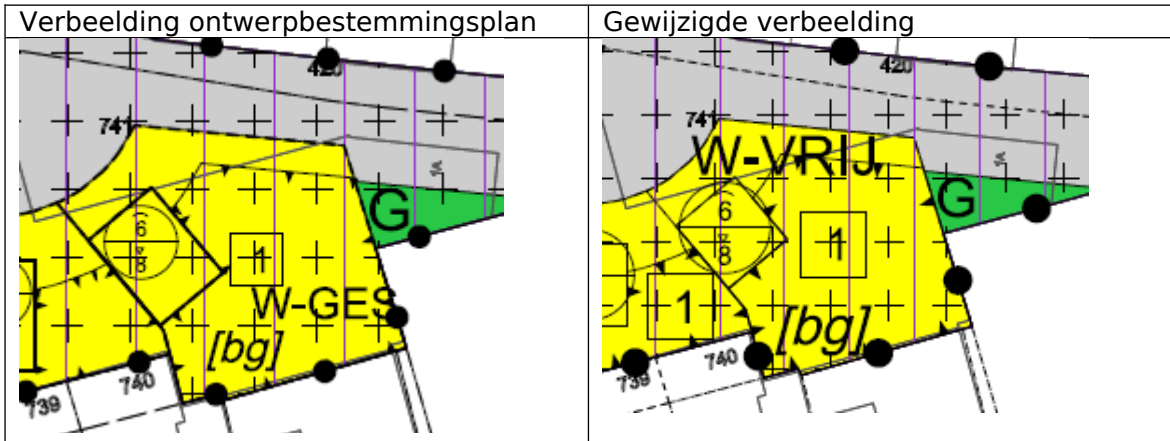 Verbeelding ontwerpbestemmingsplan
Gewijzigde verbeelding
420
741
G
6
8
1
W-GES
[bg]
740
739
420
741
W-VRIJ
1A
G
6
8
1
1
[bg]
740
739